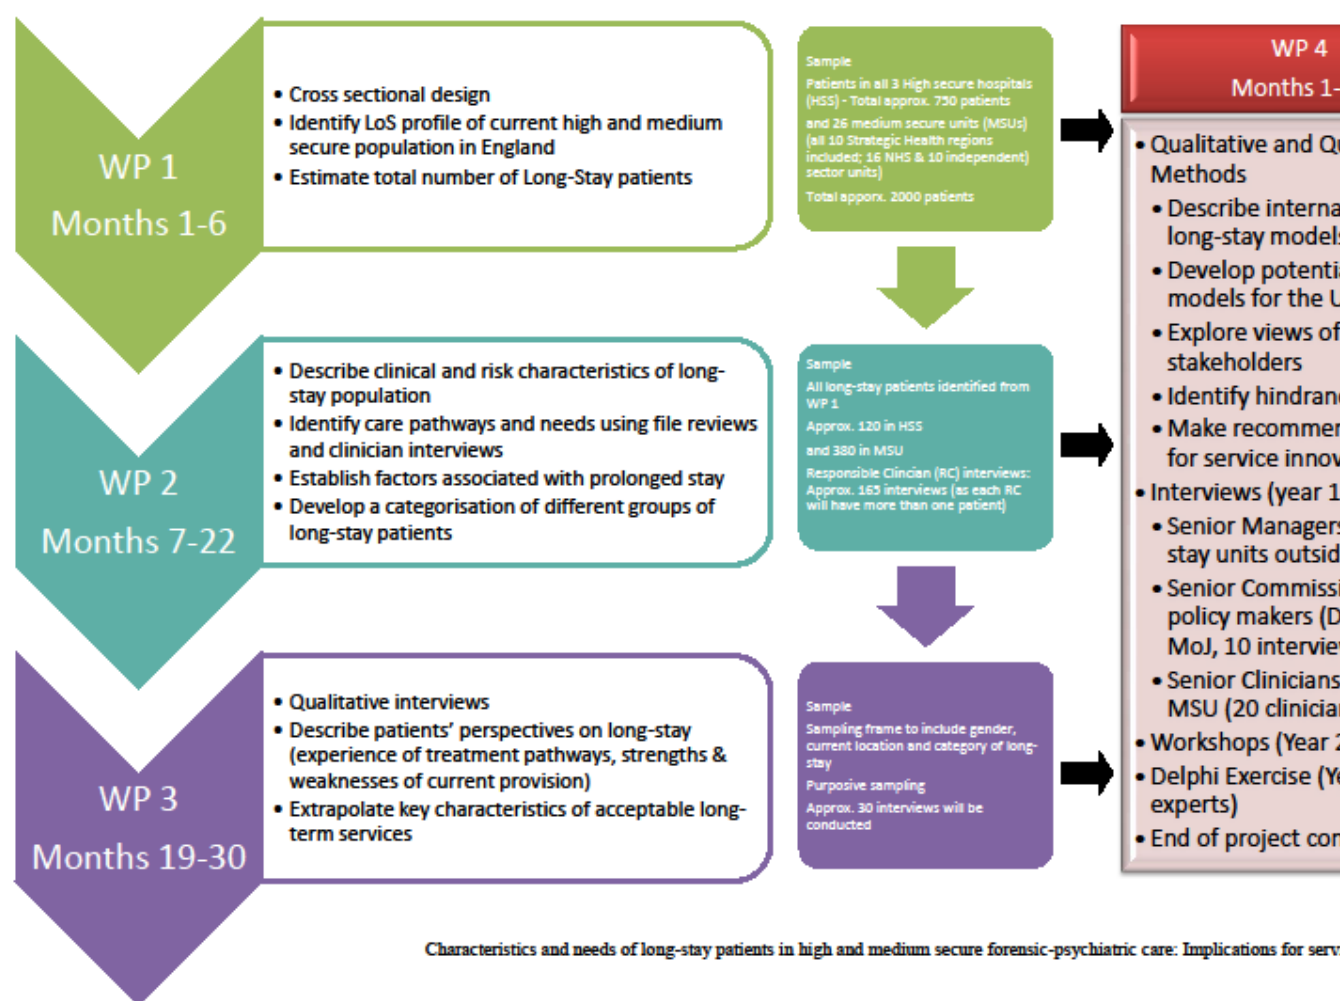 WP 1
Months 1-6
• Cross sectional design
• Identify LoS profile of current high and medium
secure population in England
• Estimate total number of Long-Stay patients
Sample
Patients in all 3 High secure hospitals
(HSS) - Total approx. 750 patients
and 26 medium secure units (MSUs)
(all 10 Strategic Health regions
included; 16 NHS & 10 independent)
sector units)
Total apporx. 2000 patients
WP 2
Months 7-22
• Describe clinical and risk characteristics of long-
stay population
• Identify care pathways and needs using file reviews
and clinician interviews
• Establish factors associated with prolonged stay
• Develop a categorisation of different groups of
long-stay patients
Sample
All long-stay patients identified from
WP 1
Approx. 120 in HSS
and 380 in MSU
Responsible Clincian (RC) interviews:
Approx. 165 interviews (as each RC
will have more than one patient)
WP 3
Months 19-30
• Qualitative interviews
• Describe patients' perspectives on long-stay
(experience of treatment pathways, strengths &
weaknesses of current provision)
• Extrapolate key characteristics of acceptable long-
term services
Sample
Sampling frame to include gender,
current location and category of long-
stay
Purposive sampling
Approx. 30 interviews will be
conducted
WP 4
Months 1-
• Qualitative and Qu
Methods
• Describe interna
long-stay models
• Develop potentia
models for the U
• Explore views of
stakeholders
• Identify hindranc
• Make recommen
for service innov
• Interviews (year 1
• Senior Managers
stay units outsid
• Senior Commissi
policy makers (D
MoJ, 10 intervie
• Senior Clinicians
MSU (20 clinician
• Workshops (Year 2
• Delphi Exercise (Ye
experts)
• End of project con
Characteristics and needs of long-stay patients in high and medium secure forensic-psychiatric care: Implications for servi